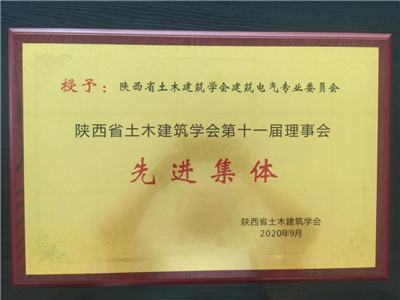 授予：陕西省土木建筑学会建筑电气专业委员会
陕西省土木建筑学会第十一届理事会
先进集体
陕西省土木建筑学会
2020年9月